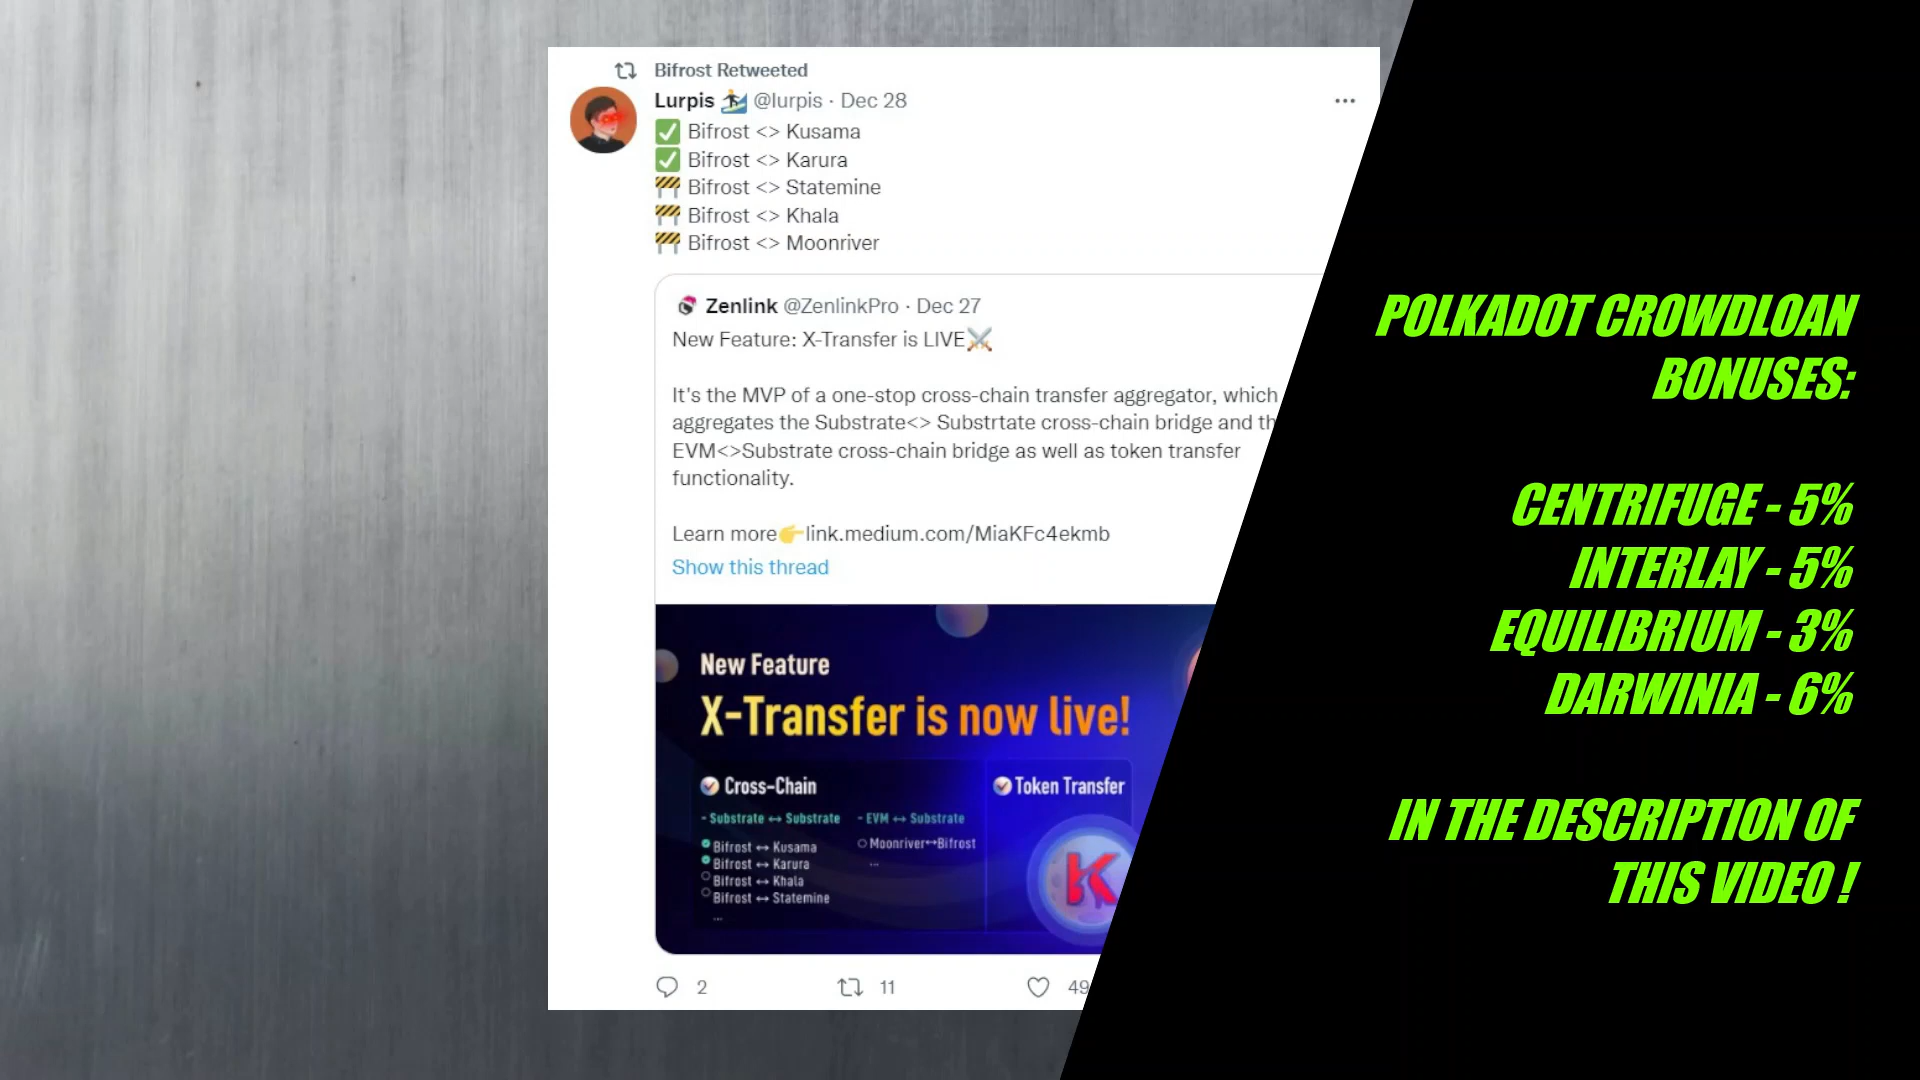 Bifrost Retweeted
Lurpis 🏄 @lurpis · Dec 28
✅ Bifrost <> Kusama
✅ Bifrost <> Karura
🚧 Bifrost <> Statemine
🚧 Bifrost <> Khala
🚧 Bifrost <> Moonriver
Zenlink @ZenlinkPro · Dec 27
New Feature: X-Transfer is LIVE⚔️
It's the MVP of a one-stop cross-chain transfer aggregator, which
aggregates the Substrate<> Substrtate cross-chain bridge and th
EVM<>Substrate cross-chain bridge as well as token transfer
functionality.
Learn more👉link.medium.com/MiaKFc4ekmb
Show this thread
New Feature
X-Transfer is now live!
Cross-Chain
- Substrate ↔ Substrate
Bifrost ↔ Kusama
Bifrost ↔ Karura
Bifrost ↔ Khala
Bifrost ↔ Statemine
...
- EVM ↔ Substrate
Moonriver↔Bifrost
...
Token Transfer
K
2 11 49
POLKADOT CROWDLOAN
BONUSES:
CENTRIFUGE - 5%
INTERLAY - 5%
EQUILIBRIUM - 3%
DARWINIA - 6%
IN THE DESCRIPTION OF
THIS VIDEO !